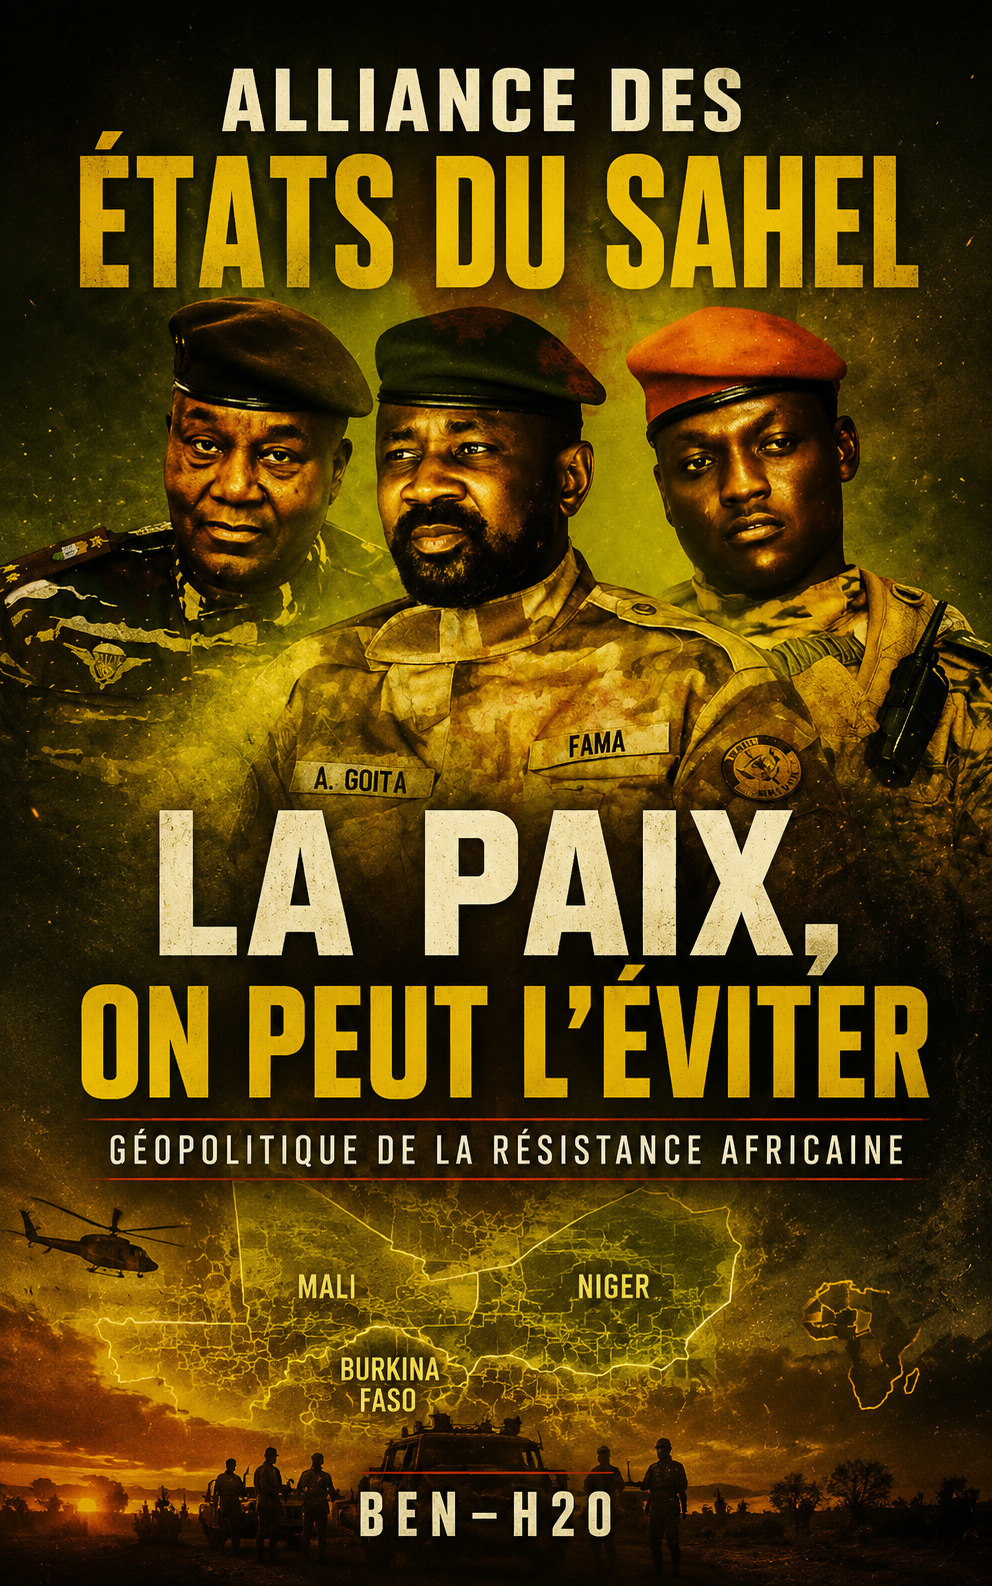 ALLIANCE DES
ÉTATS DU SAHEL
A. GOITA
FAMA
LA PAIX,
ON PEUT L'ÉVITER
GÉOPOLITIQUE DE LA RÉSISTANCE AFRICAINE
MALI
NIGER
BURKINA
FASO
BEN-H2O